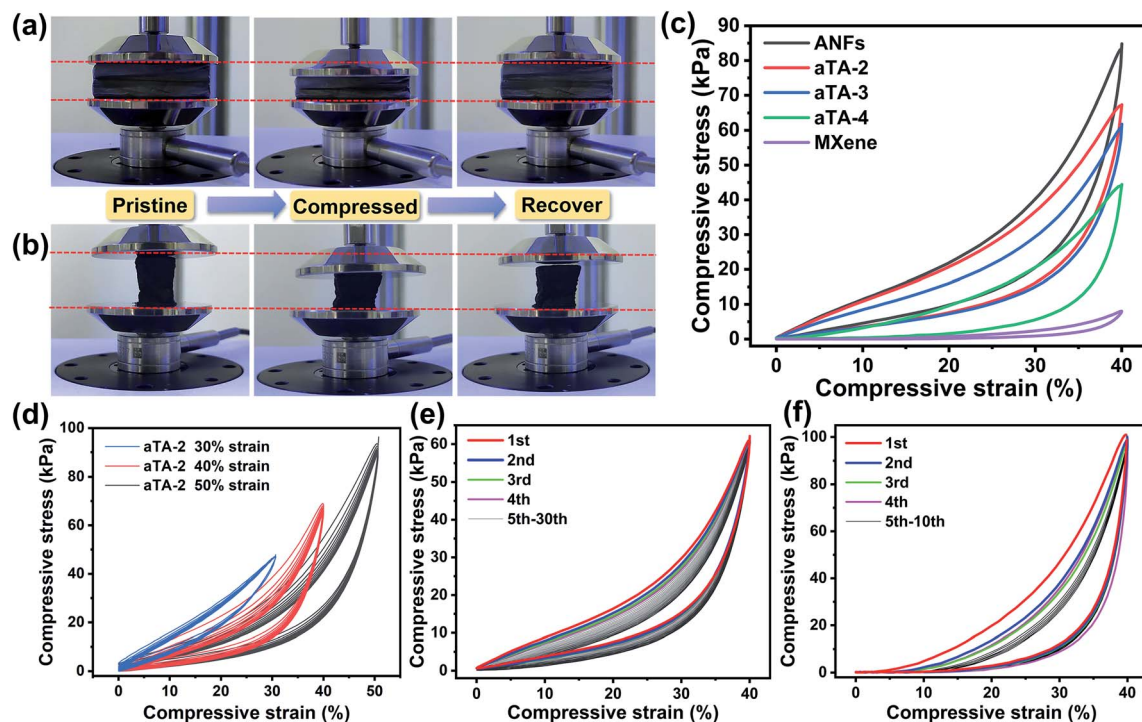 (a)
Pristine
Compressed
Recover
(b)
(c)
Compressive stress (kPa)
90
80
70
60
50
40
30
20
10
0
ANFs
aTA-2
aTA-3
aTA-4
MXene
0 10 20 30 40
Compressive strain (%)
(d)
Compressive stress (kPa)
100
80
60
40
20
0
aTA-2 30% strain
aTA-2 40% strain
aTA-2 50% strain
0 10 20 30 40 50
Compressive strain (%)
(e)
Compressive stress (kPa)
60
50
40
30
20
10
0
1st
2nd
3rd
4th
5th-30th
0 10 20 30 40
Compressive strain (%)
(f)
Compressive stress (kPa)
100
80
60
40
20
0
1st
2nd
3rd
4th
5th-10th
0 10 20 30 40
Compressive strain (%)